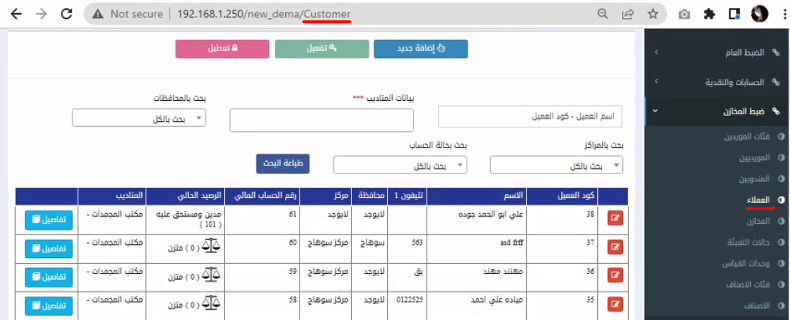 Not secure | 192.168.1.250/new_dema/Customer
إضافة جديد
تفعيل
تعطيل
اسم العميل - كود العميل
بيانات المناديب ***
بحث بالمحافظات
بحث بالكل
بحث بالمراكز
بحث بالكل
بحث بحالة الحساب
بحث بالكل
طباعة البحث
كود العميل الاسم تليفون 1 محافظة مركز رقم الحساب المالي الرصيد الحالي المناديب
38 علي ابو الحمد جوده لايوجد لايوجد 61 مدين ومستحق عليه ( 101 ) مكتب المجمدات - تفاصيل
37 asd fff 563 سوهاج مركز سوهاج 60 ( 0 ) متزن مكتب المجمدات - تفاصيل
36 مهند مهند بق لايوجد مركز سوهاج 59 ( 0 ) متزن مكتب المجمدات - تفاصيل
35 مياده علي احمد 0122525 لايوجد مركز سوهاج 58 ( 0 ) متزن مكتب المجمدات - تفاصيل
الضبط العام
الحسابات والنقدية
ضبط المخازن
فئات الموردين
الموردين
المندوبين
العملاء
المخازن
حالات التعبئة
وحدات القياس
فئات الاصناف
الاصناف